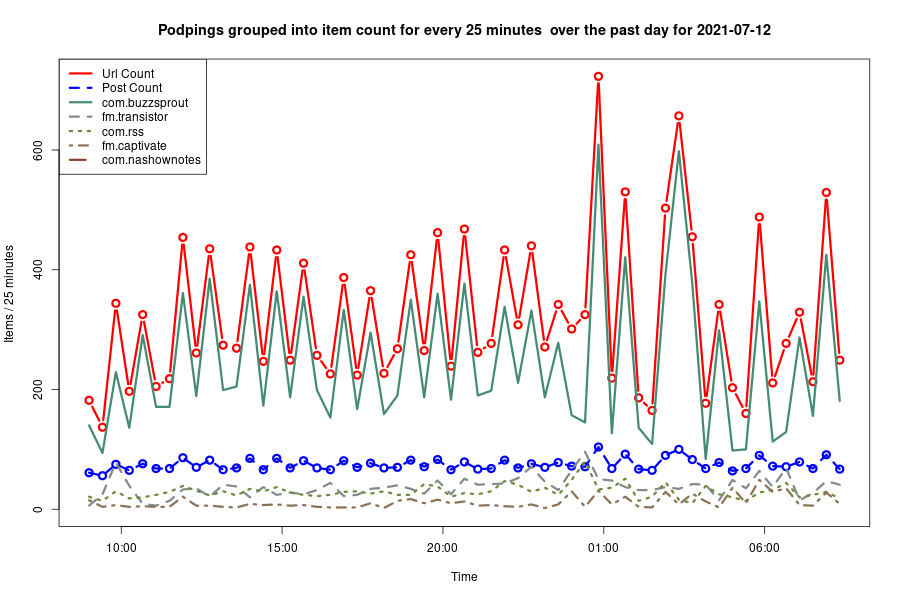 Podpings grouped into item count for every 25 minutes  over the past day for 2021-07-12
Url Count
Post Count
com.buzzsprout
fm.transistor
com.rss
fm.captivate
com.nashownotes
600
400
200
0
Items / 25 minutes
10:00
15:00
20:00
01:00
06:00
Time